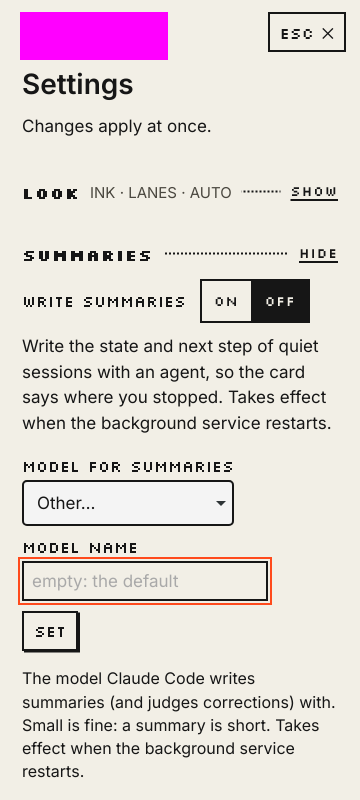 ESC ×
Settings
Changes apply at once.
LOOK INK · LANES · AUTO SHOW
SUMMARIES HIDE
WRITE SUMMARIES ON OFF
Write the state and next step of quiet
sessions with an agent, so the card
says where you stopped. Takes effect
when the background service restarts.
MODEL FOR SUMMARIES
Other...
MODEL NAME
empty: the default
SET
The model Claude Code writes
summaries (and judges corrections) with.
Small is fine: a summary is short. Takes
effect when the background service
restarts.